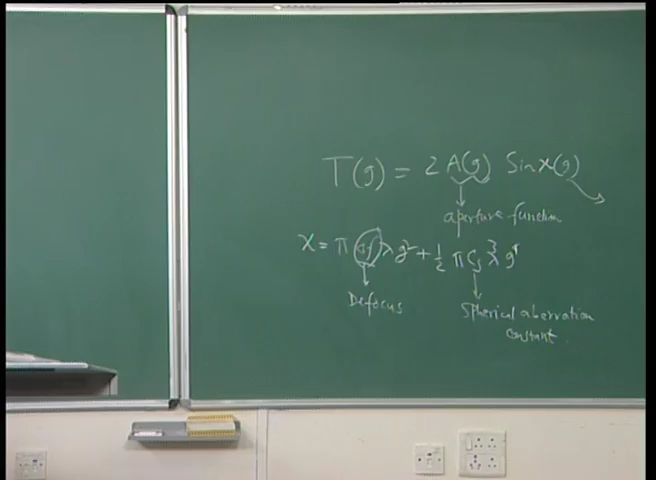 T(g) = 2 A(g) Sin χ(g)
aperture function
χ = π Δf λ g² + 1/2 π Cs λ³ g⁴
Defocus
Spherical aberration
constant.